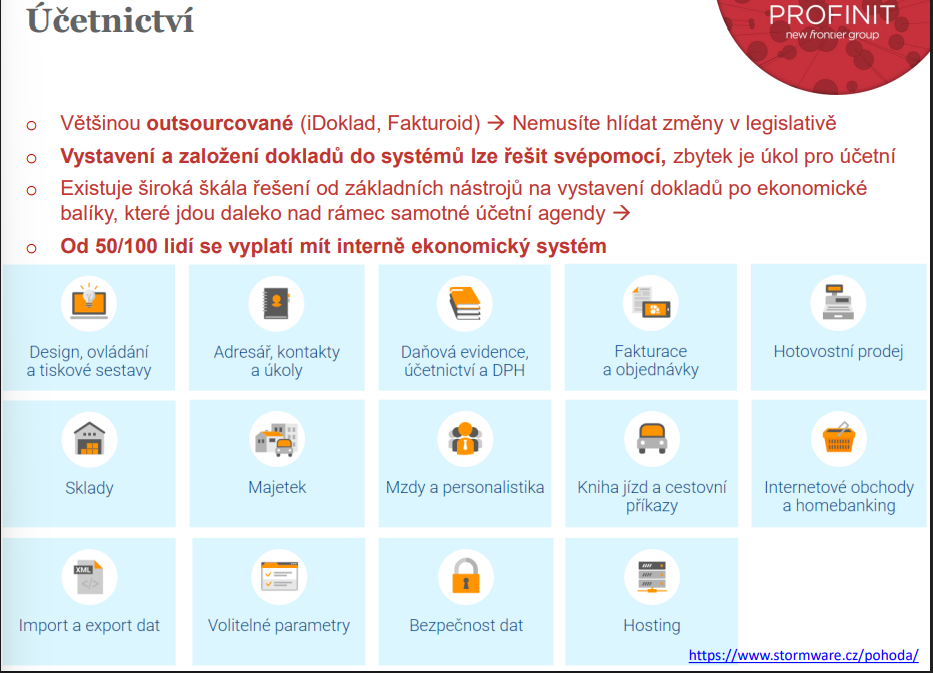 Účetnictví
PROFINIT
new frontier group
o Většinou outsourcované (iDoklad, Fakturoid) → Nemusíte hlídat změny v legislativě
o Vystavení a založení dokladů do systémů lze řešit svépomocí, zbytek je úkol pro účetní
o Existuje široká škála řešení od základních nástrojů na vystavení dokladů po ekonomické
balíky, které jdou daleko nad rámec samotné účetní agendy →
o Od 50/100 lidí se vyplatí mít interně ekonomický systém
Design, ovládání
a tiskové sestavy
Adresář, kontakty
a úkoly
Daňová evidence,
účetnictví a DPH
Fakturace
a objednávky
Hotovostní prodej
Sklady
Majetek
Mzdy a personalistika
Kniha jízd a cestovní
příkazy
Internetové obchody
a homebanking
XML
</>
Import a export dat
Volitelné parametry
Bezpečnost dat
Hosting
https://www.stormware.cz/pohoda/